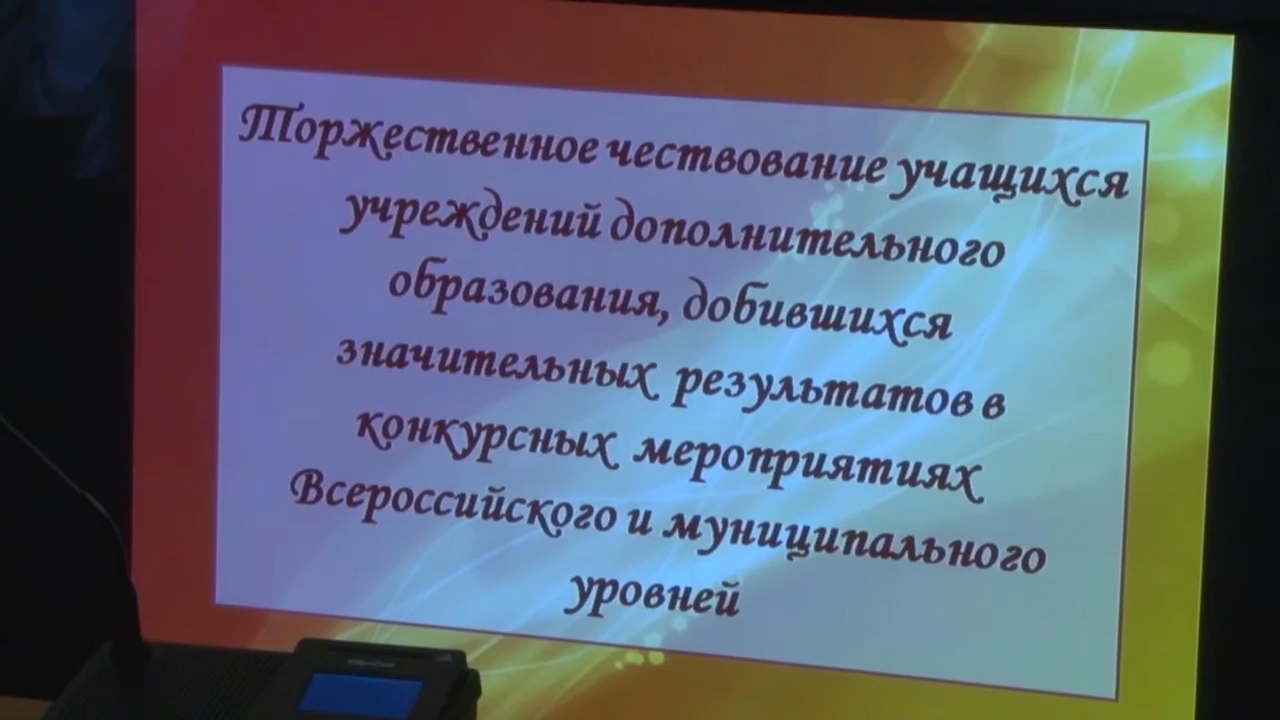 Торжественное чествование учащихся
учреждений дополнительного
образования, добившихся
значительных результатов в
конкурсных мероприятиях
Всероссийского и муниципального
уровней